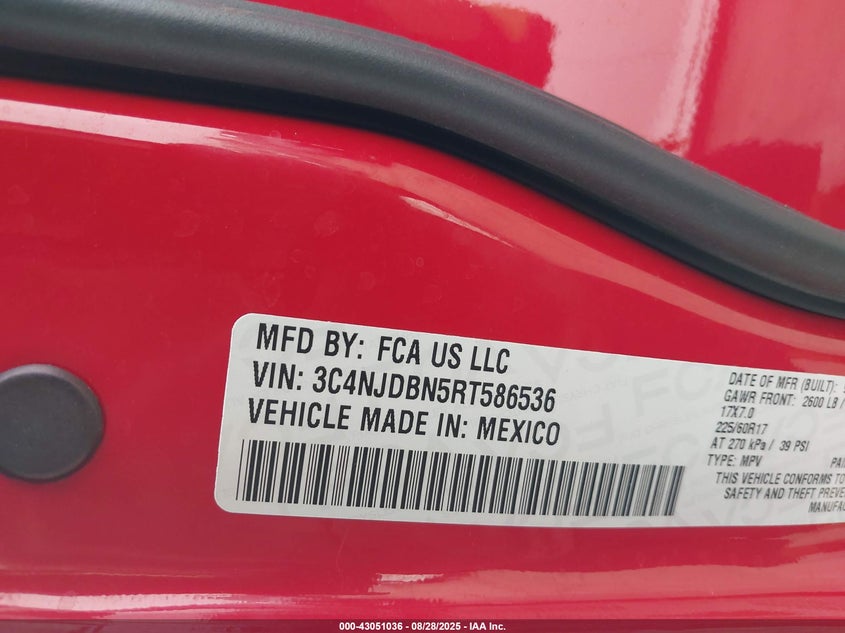 MFD BY: FCA US LLC
VIN: 3C4NJDBN5RT586536
VEHICLE MADE IN: MEXICO
DATE OF MFR (BUILT):
GAWR FRONT: 2600 LB /
17X7.0
225/60R17
AT 270 kPa / 39 PSI
TYPE: MPV
THIS VEHICLE CONFORMS TO
SAFETY AND THEFT
000-43051036 - 08/28/2025 - IAA Inc.